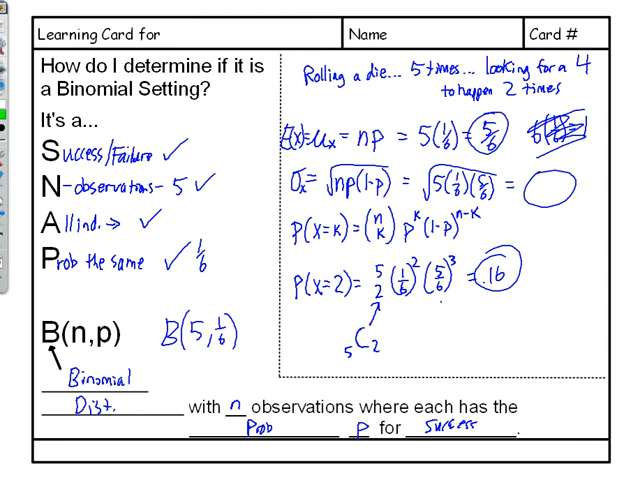 Learning Card for
Name
Card #
How do I determine if it is
a Binomial Setting?
It's a...
Success/Failure ✓
N-observations- 5 ✓
All ind. → ✓
Prob the same ✓ 1/6
B(n,p) B(5, 1/6)
Binomial
Dist. with n observations where each has the
Prob p for success.
Rolling a die... 5 times... looking for a 4
to happen 2 times
E(x)=μx = np = 5(1/6) = 5/6
σx = √np(1-p) = √5(1/6)(5/6) =
P(x=k) = (n k) p^k (1-p)^n-k
P(x=2) = 5 2 (1/6)^2 (5/6)^3 = .16
5C2